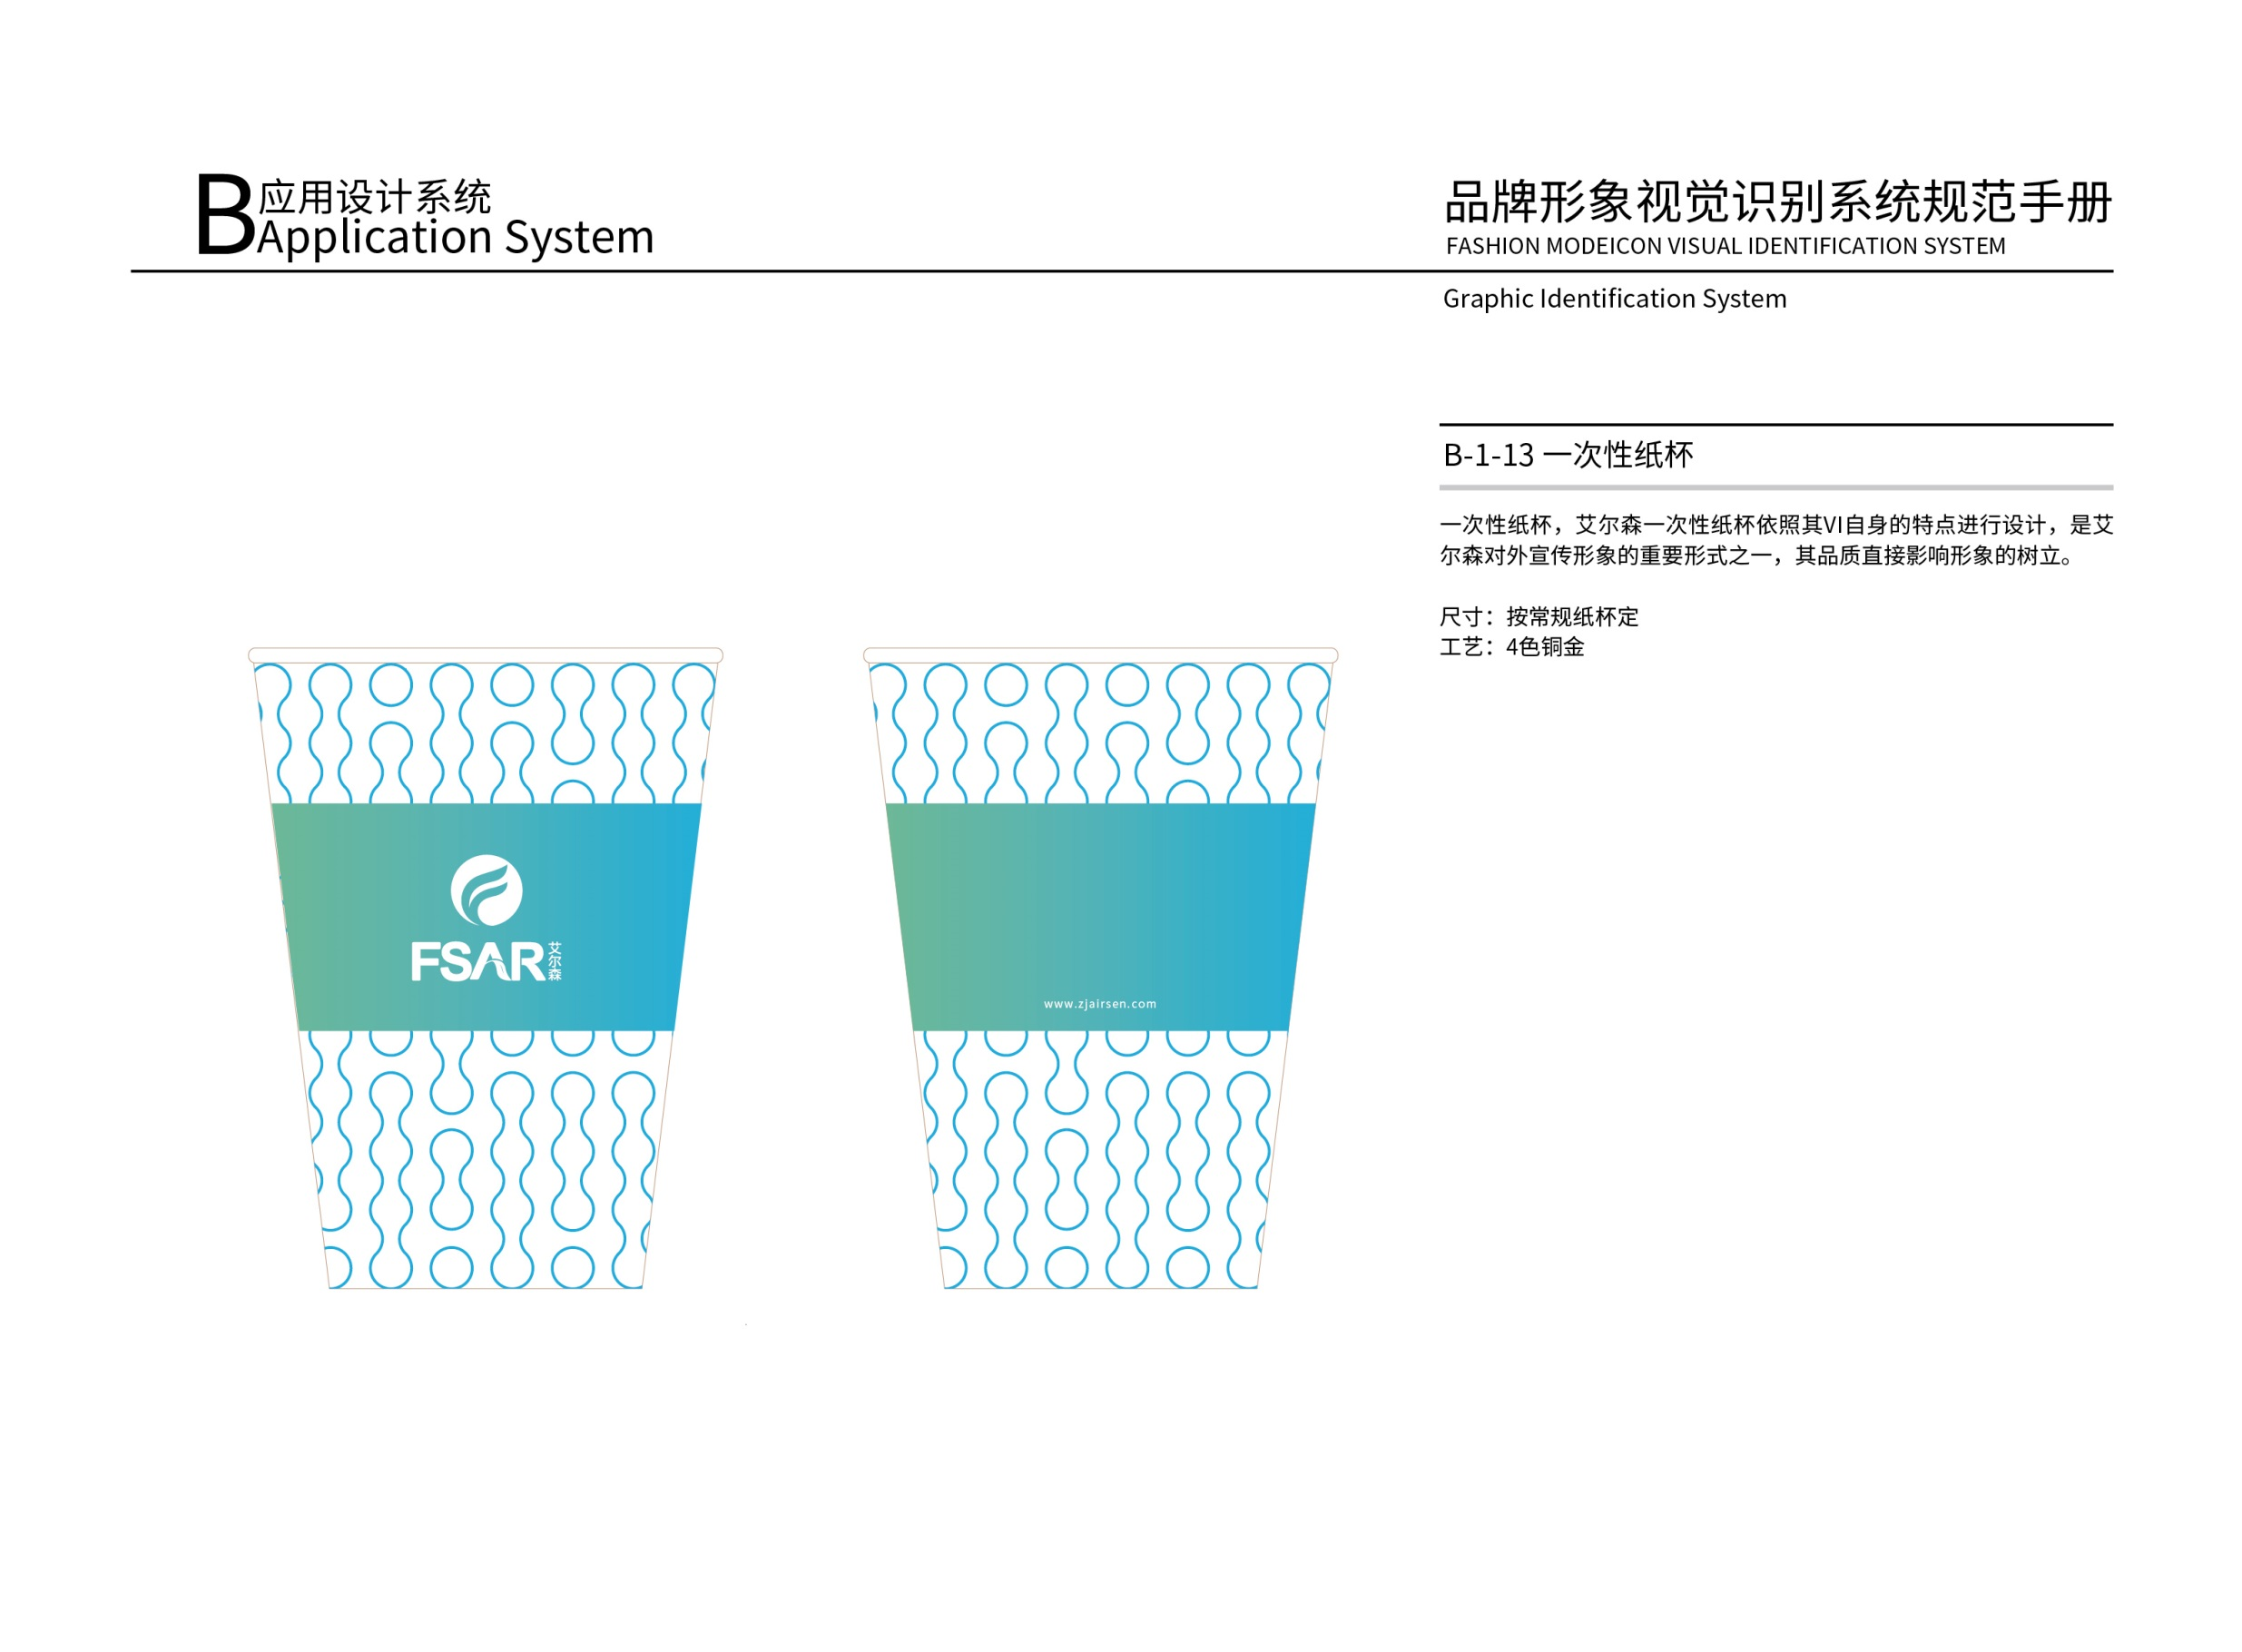 B
应用设计系统
Application System
品牌形象视觉识别系统规范手册
FASHION MODEICON VISUAL IDENTIFICATION SYSTEM
Graphic Identification System
B-1-13 一次性纸杯
一次性纸杯，艾尔森一次性纸杯依照其VI自身的特点进行设计，是艾
尔森对外宣传形象的重要形式之一，其品质直接影响形象的树立。
尺寸：按常规纸杯定
工艺：4色铜金
FSAR
艾尔森
www.zjairsen.com